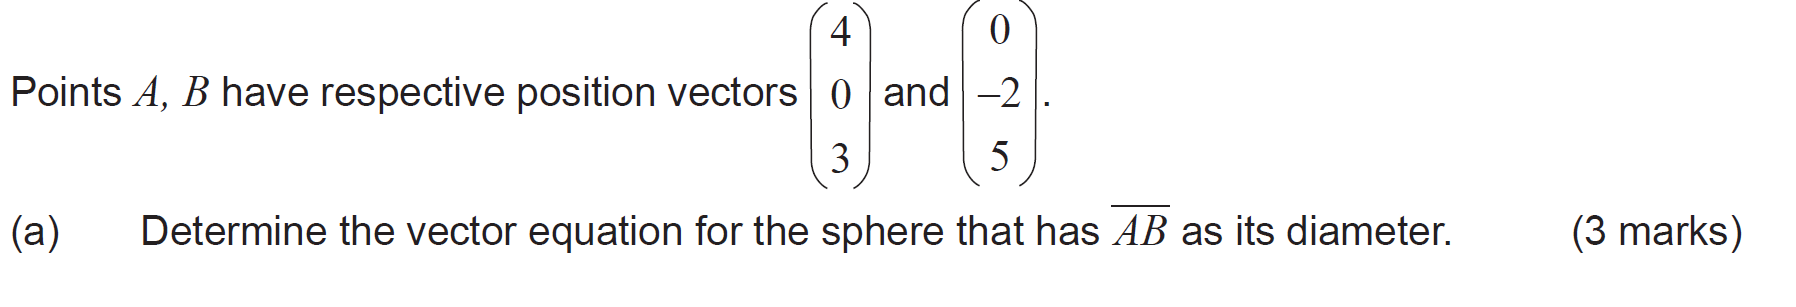 Points A, B have respective position vectors (4 0 3) and (0 –2 5).
(a) Determine the vector equation for the sphere that has AB as its diameter. (3 marks)